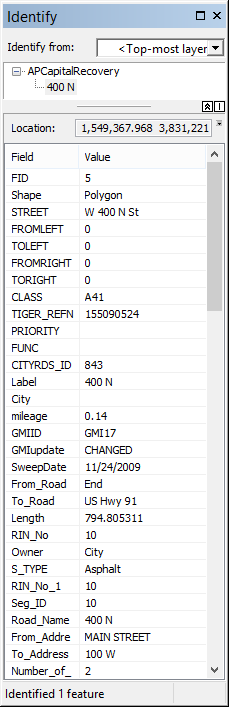 Identify
Identify from: <Top-most layer
APCapitalRecovery
400 N
Location: 1,549,367.968 3,831,221
Field Value
FID 5
Shape Polygon
STREET W 400 N St
FROMLEFT 0
TOLEFT 0
FROMRIGHT 0
TORIGHT 0
CLASS A41
TIGER_REFN 155090524
PRIORITY
FUNC
CITYRDS_ID 843
Label 400 N
City
mileage 0.14
GMIID GMI17
GMIupdate CHANGED
SweepDate 11/24/2009
From_Road End
To_Road US Hwy 91
Length 794.805311
RIN_No 10
Owner City
S_TYPE Asphalt
RIN_No_1 10
Seg_ID 10
Road_Name 400 N
From_Addre MAIN STREET
To_Address 100 W
Number_of_ 2
Identified 1 feature